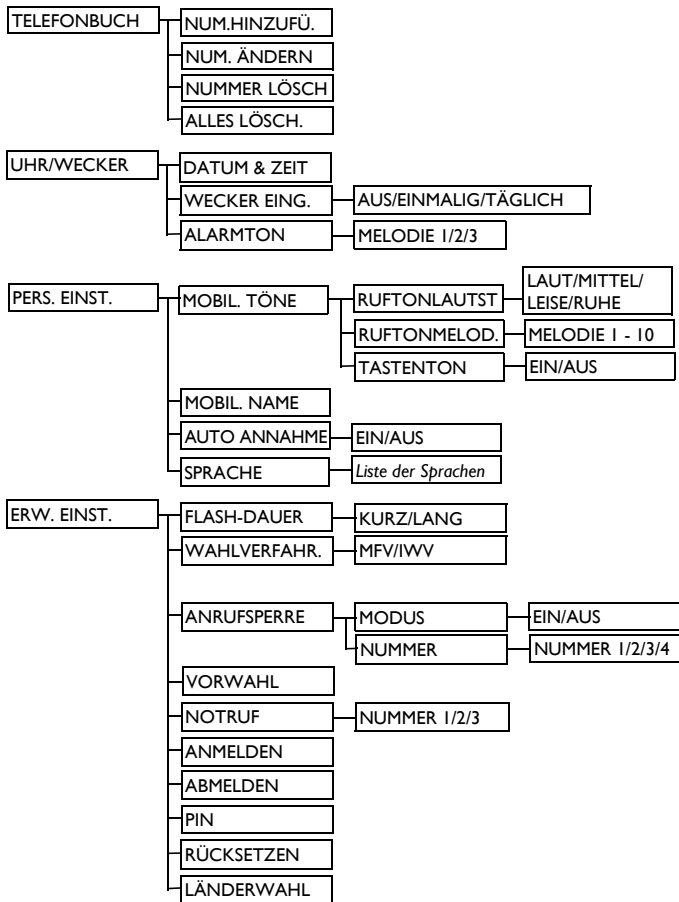 TELEFONBUCH
NUM.HINZUFÜ.
NUM. ÄNDERN
NUMMER LÖSCH
ALLES LÖSCH.
UHR/WECKER
DATUM & ZEIT
WECKER EING.
AUS/EINMALIG/TÄGLICH
ALARMTON
MELODIE 1/2/3
PERS. EINST.
MOBIL. TÖNE
RUFTONLAUTST
LAUT/MITTEL/
LEISE/RUHE
RUFTONMELOD.
MELODIE 1 - 10
TASTENTON
EIN/AUS
MOBIL. NAME
AUTO ANNAHME
EIN/AUS
SPRACHE
Liste der Sprachen
ERW. EINST.
FLASH-DAUER
KURZ/LANG
WAHLVERFAHR.
MFV/IWV
ANRUFSPERRE
MODUS
EIN/AUS
NUMMER
NUMMER 1/2/3/4
VORWAHL
NOTRUF
NUMMER 1/2/3
ANMELDEN
ABMELDEN
PIN
RÜCKSETZEN
LÄNDERWAHL